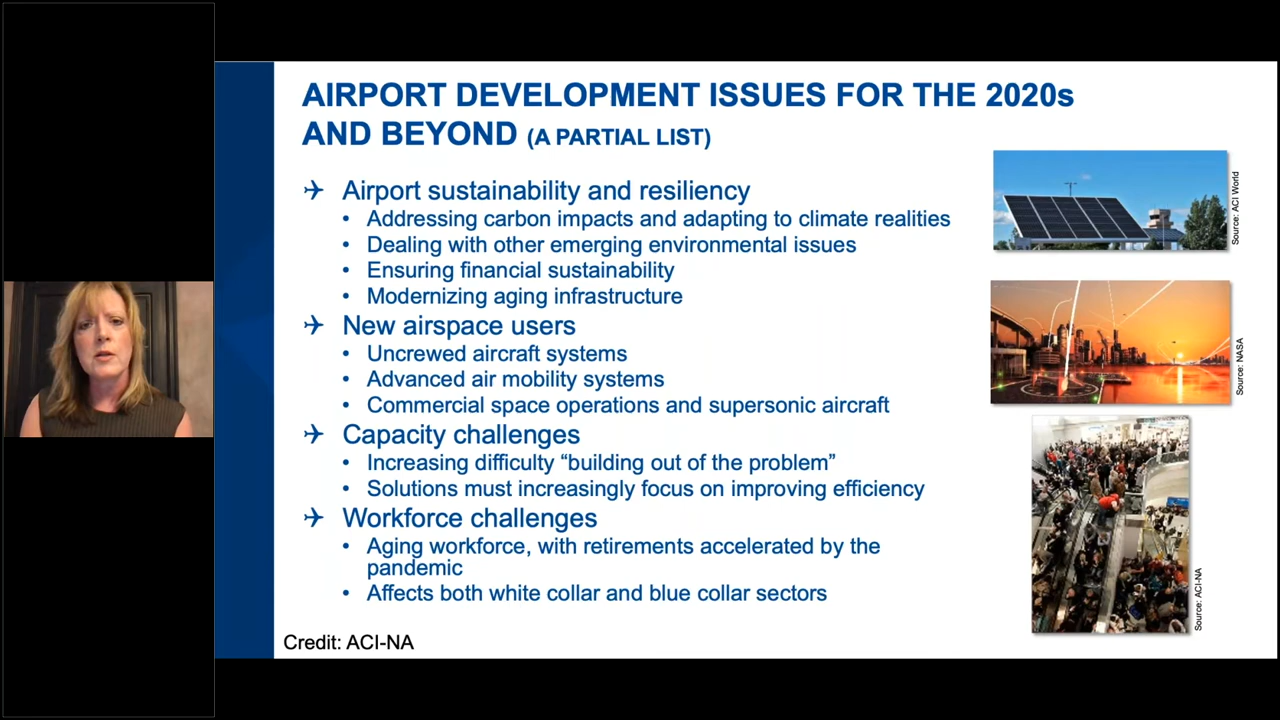 AIRPORT DEVELOPMENT ISSUES FOR THE 2020s
AND BEYOND (A PARTIAL LIST)
Airport sustainability and resiliency
• Addressing carbon impacts and adapting to climate realities
• Dealing with other emerging environmental issues
• Ensuring financial sustainability
• Modernizing aging infrastructure
New airspace users
• Uncrewed aircraft systems
• Advanced air mobility systems
• Commercial space operations and supersonic aircraft
Capacity challenges
• Increasing difficulty “building out of the problem”
• Solutions must increasingly focus on improving efficiency
Workforce challenges
• Aging workforce, with retirements accelerated by the
pandemic
• Affects both white collar and blue collar sectors
Credit: ACI-NA
Source: ACI World
Source: NASA
Source: ACI-NA